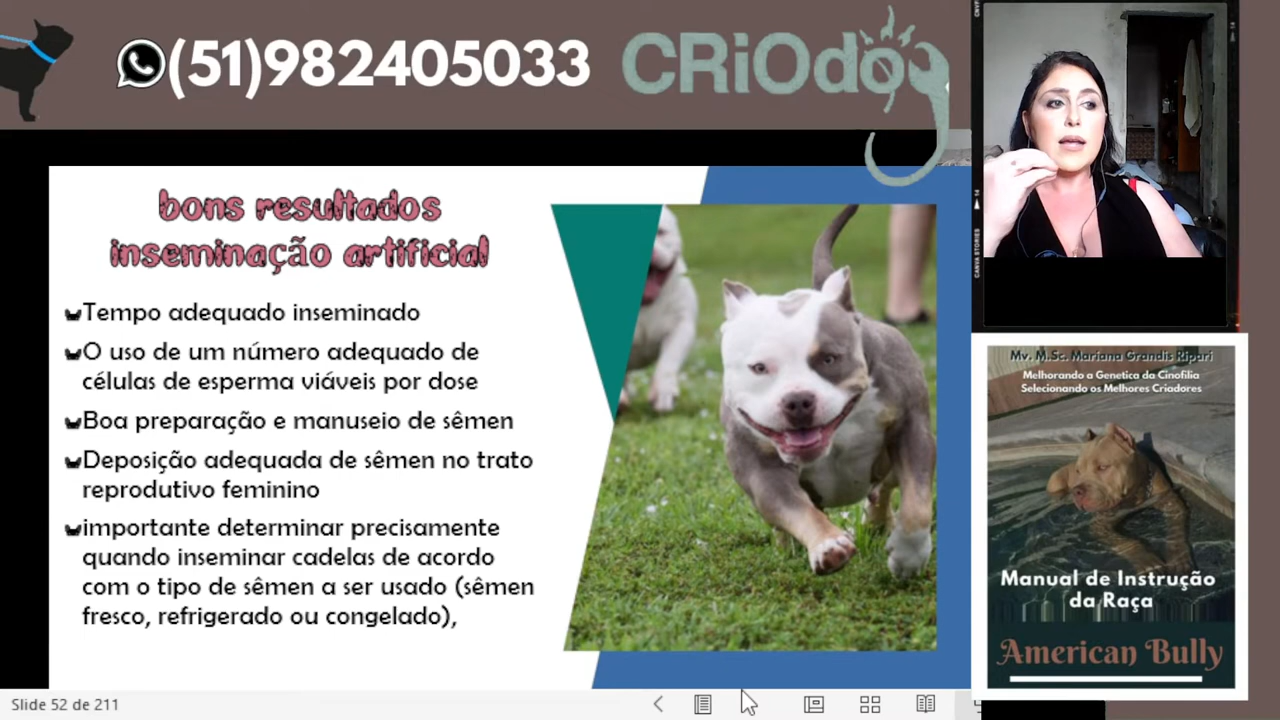 (51)982405033
CRiOdog
bons resultados
inseminação artificial
Tempo adequado inseminado
O uso de um número adequado de
células de esperma viáveis por dose
Boa preparação e manuseio de sêmen
Deposição adequada de sêmen no trato
reprodutivo feminino
importante determinar precisamente
quando inseminar cadelas de acordo
com o tipo de sêmen a ser usado (sêmen
fresco, refrigerado ou congelado),
Slide 52 de 211
14
CANVA STORIES
Mv. M.Sc. Mariana Grandis Ripari
Melhorando a Genetica da Cinofilia
Selecionando os Melhores Criadores
Manual de Instrução
da Raça
American Bully